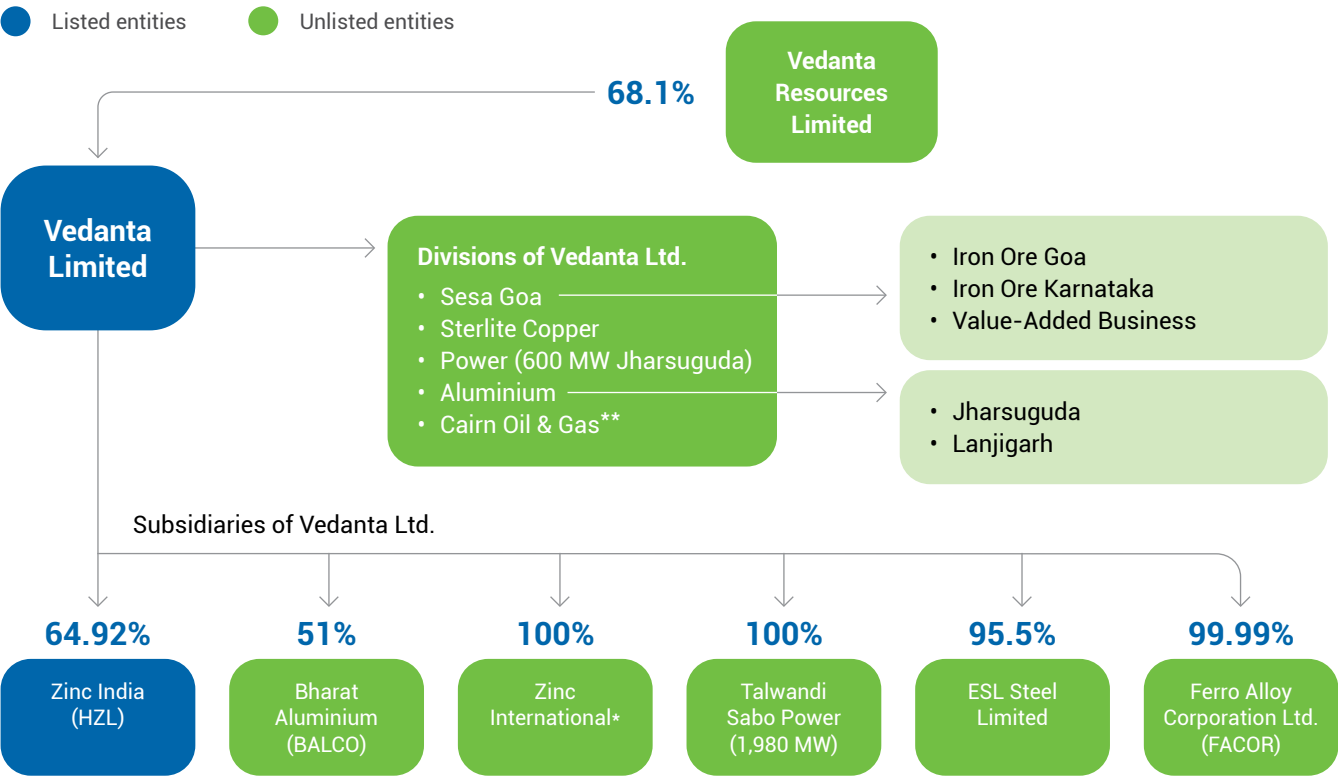 Listed entities
Unlisted entities
Vedanta
Resources
Limited
68.1%
Vedanta
Limited
Divisions of Vedanta Ltd.
• Sesa Goa
• Sterlite Copper
• Power (600 MW Jharsuguda)
• Aluminium
• Cairn Oil & Gas**
• Iron Ore Goa
• Iron Ore Karnataka
• Value-Added Business
• Jharsuguda
• Lanjigarh
Subsidiaries of Vedanta Ltd.
64.92%
Zinc India
(HZL)
51%
Bharat
Aluminium
(BALCO)
100%
Zinc
International*
100%
Talwandi
Sabo Power
(1,980 MW)
95.5%
ESL Steel
Limited
99.99%
Ferro Alloy
Corporation Ltd.
(FACOR)